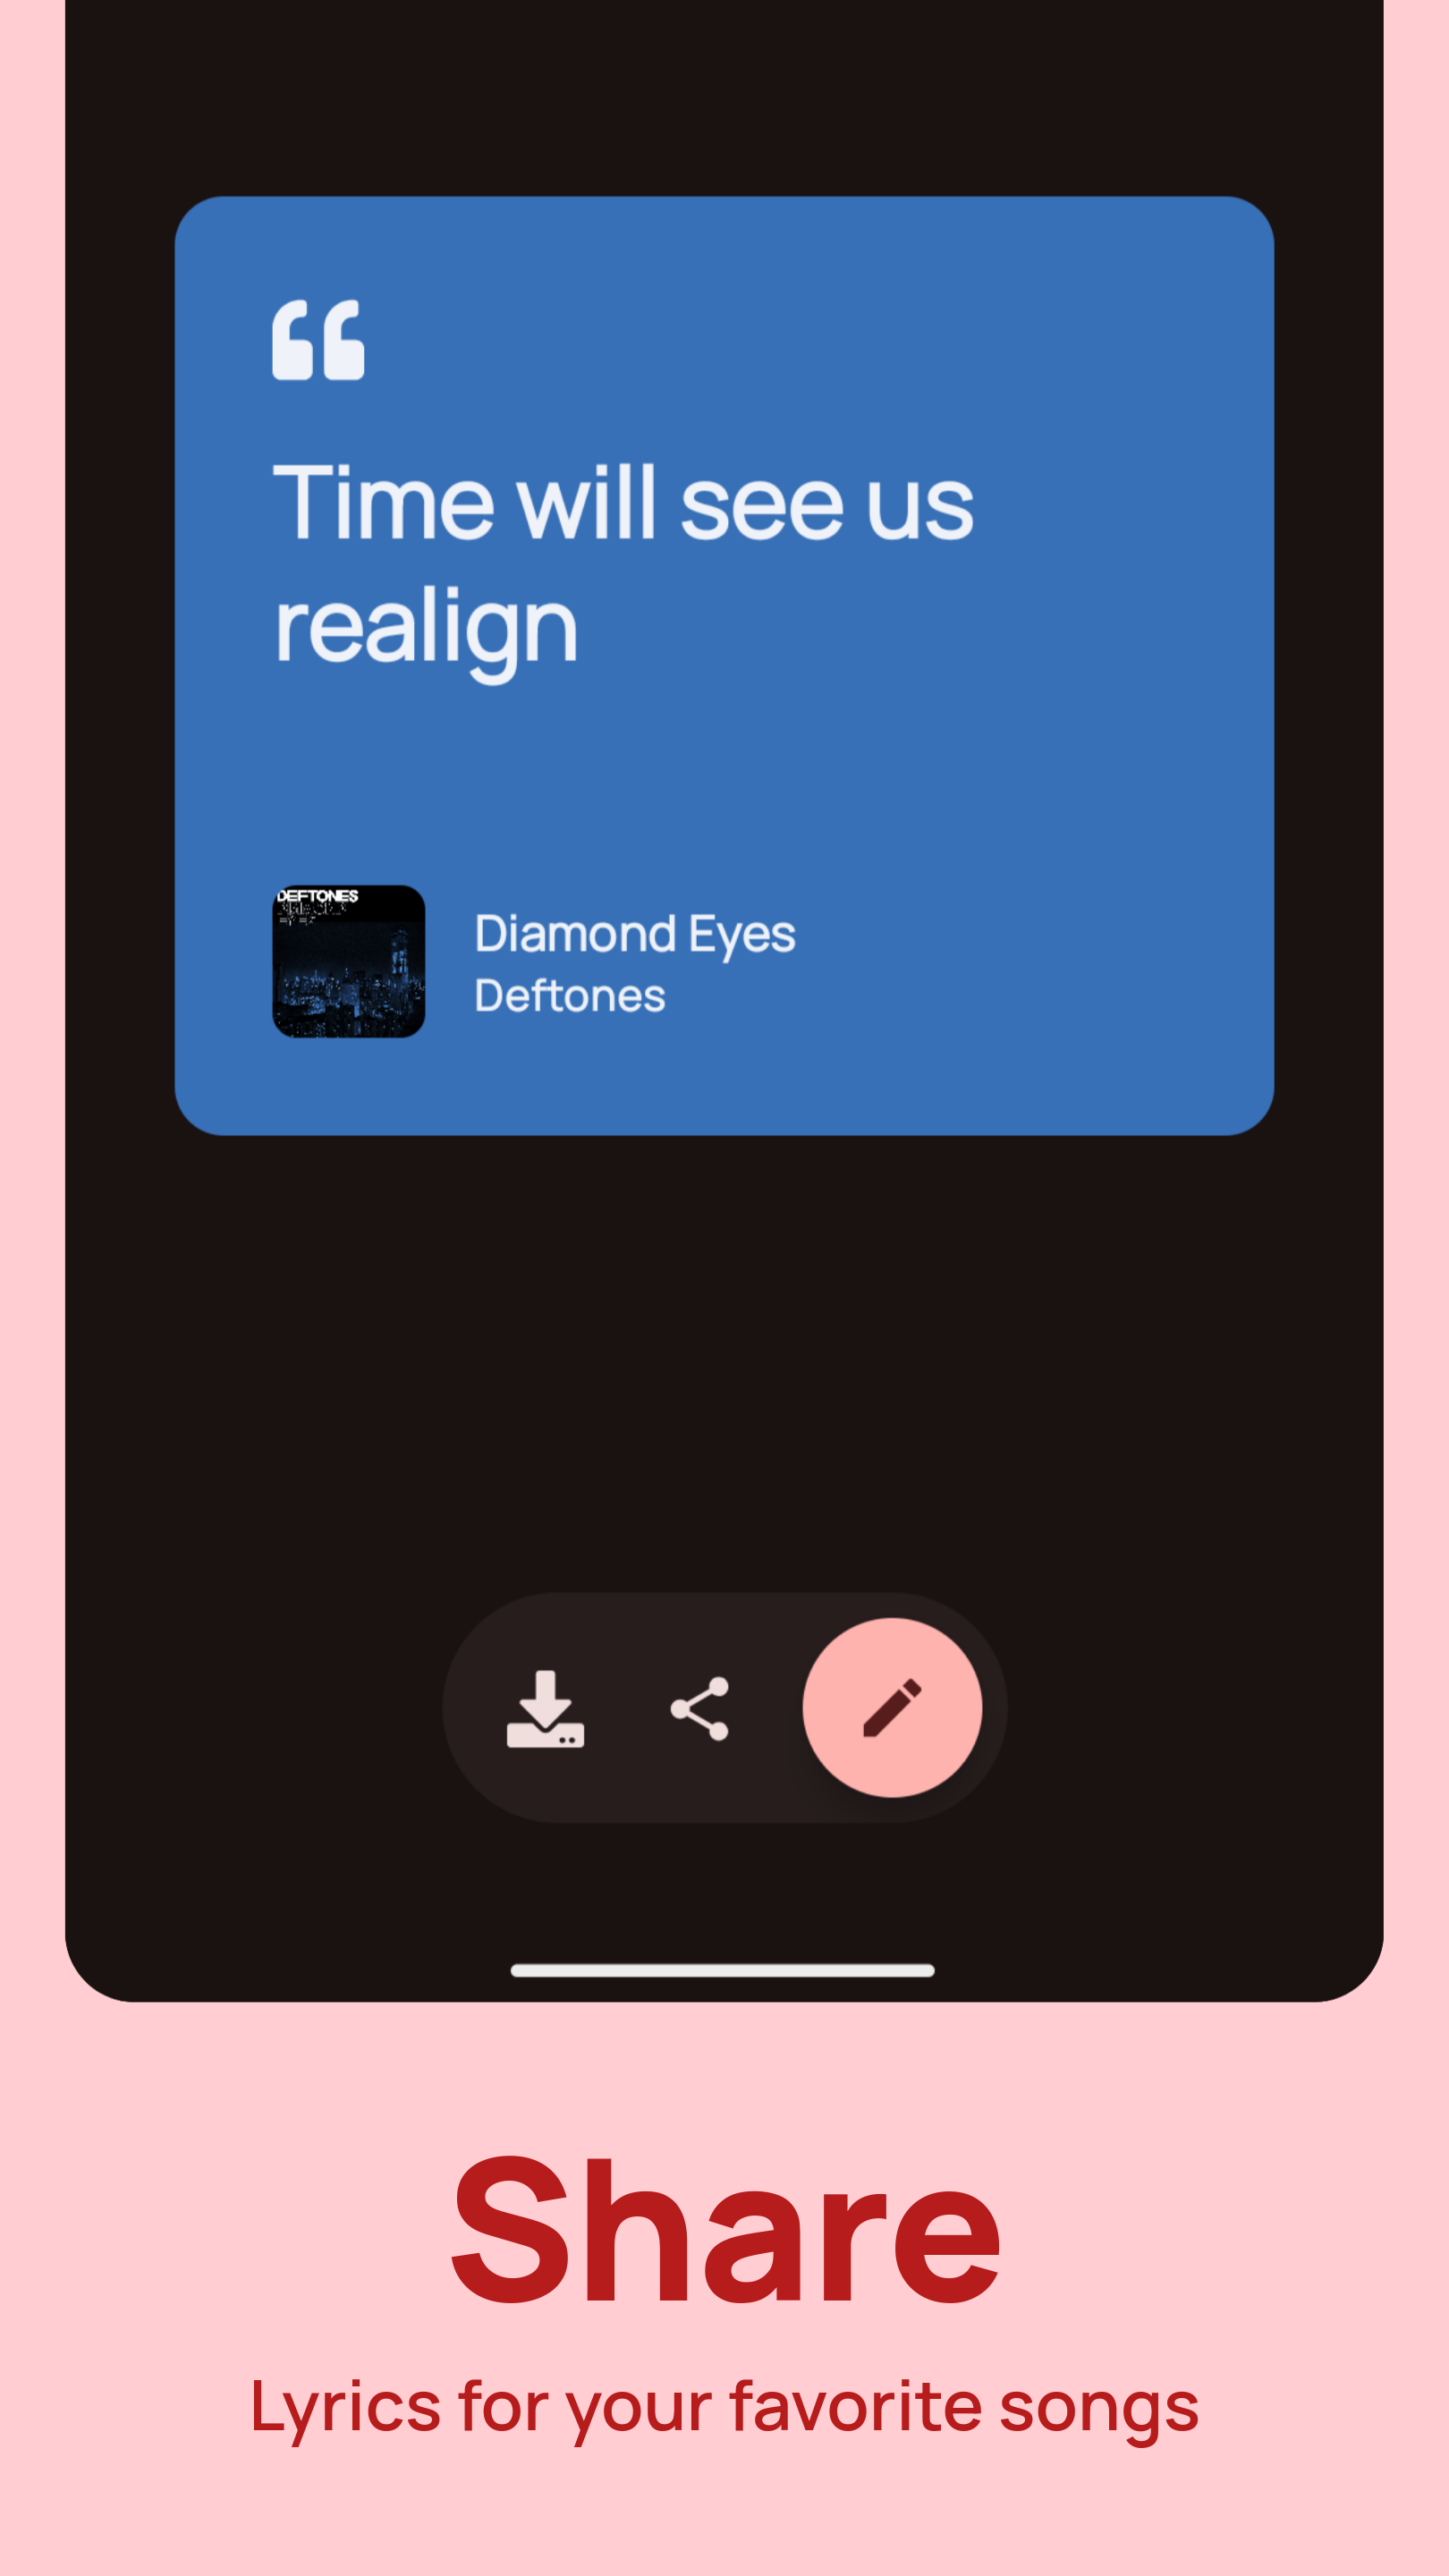 Time will see us
realign
DEFTONES
Diamond Eyes
Deftones
Share
Lyrics for your favorite songs